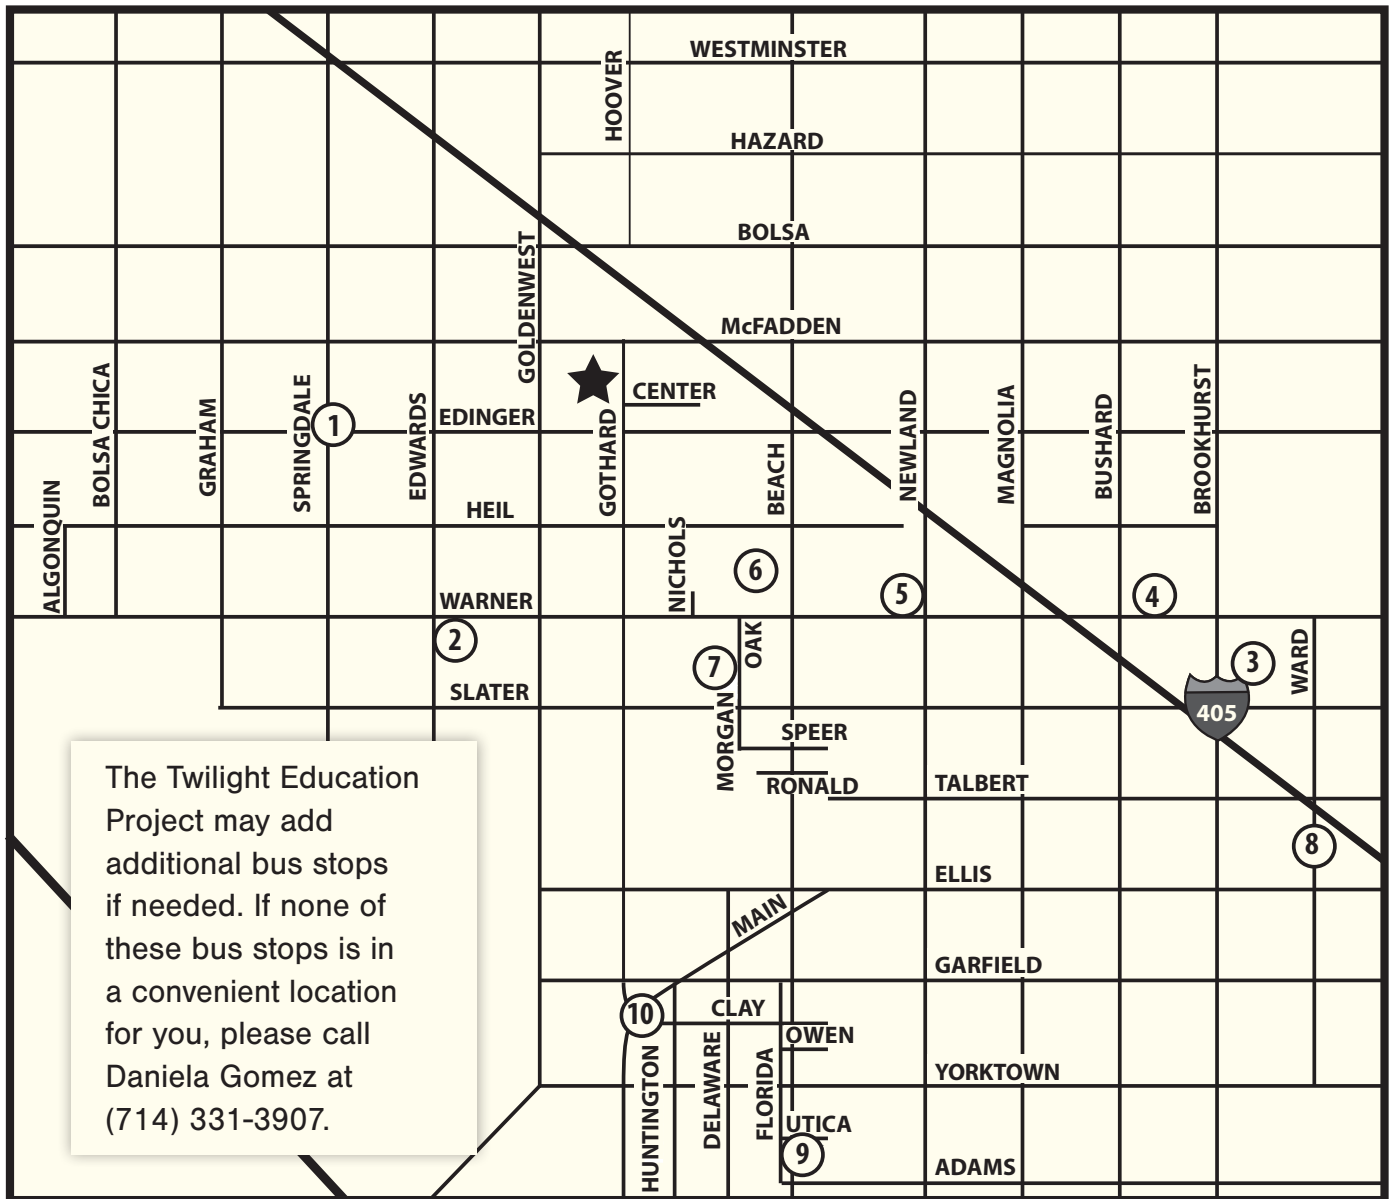 WESTMINSTER
HOOVER
HAZARD
BOLSA
GOLDENWEST
McFADDEN
CENTER
EDINGER
BOLSA CHICA
GRAHAM
SPRINGDALE
1
EDWARDS
GOTHARD
BEACH
NEWLAND
MAGNOLIA
BUSHARD
BROOKHURST
ALGONQUIN
HEIL
NICHOLS
6
5
4
WARNER
2
OAK
7
3
WARD
SLATER
405
MORGAN
SPEER
RONALD
TALBERT
8
ELLIS
MAIN
GARFIELD
10
CLAY
OWEN
HUNTINGTON
DELAWARE
FLORIDA
YORKTOWN
UTICA
9
ADAMS
The Twilight Education
Project may add
additional bus stops
if needed. If none of
these bus stops is in
a convenient location
for you, please call
Daniela Gomez at
(714) 331-3907.